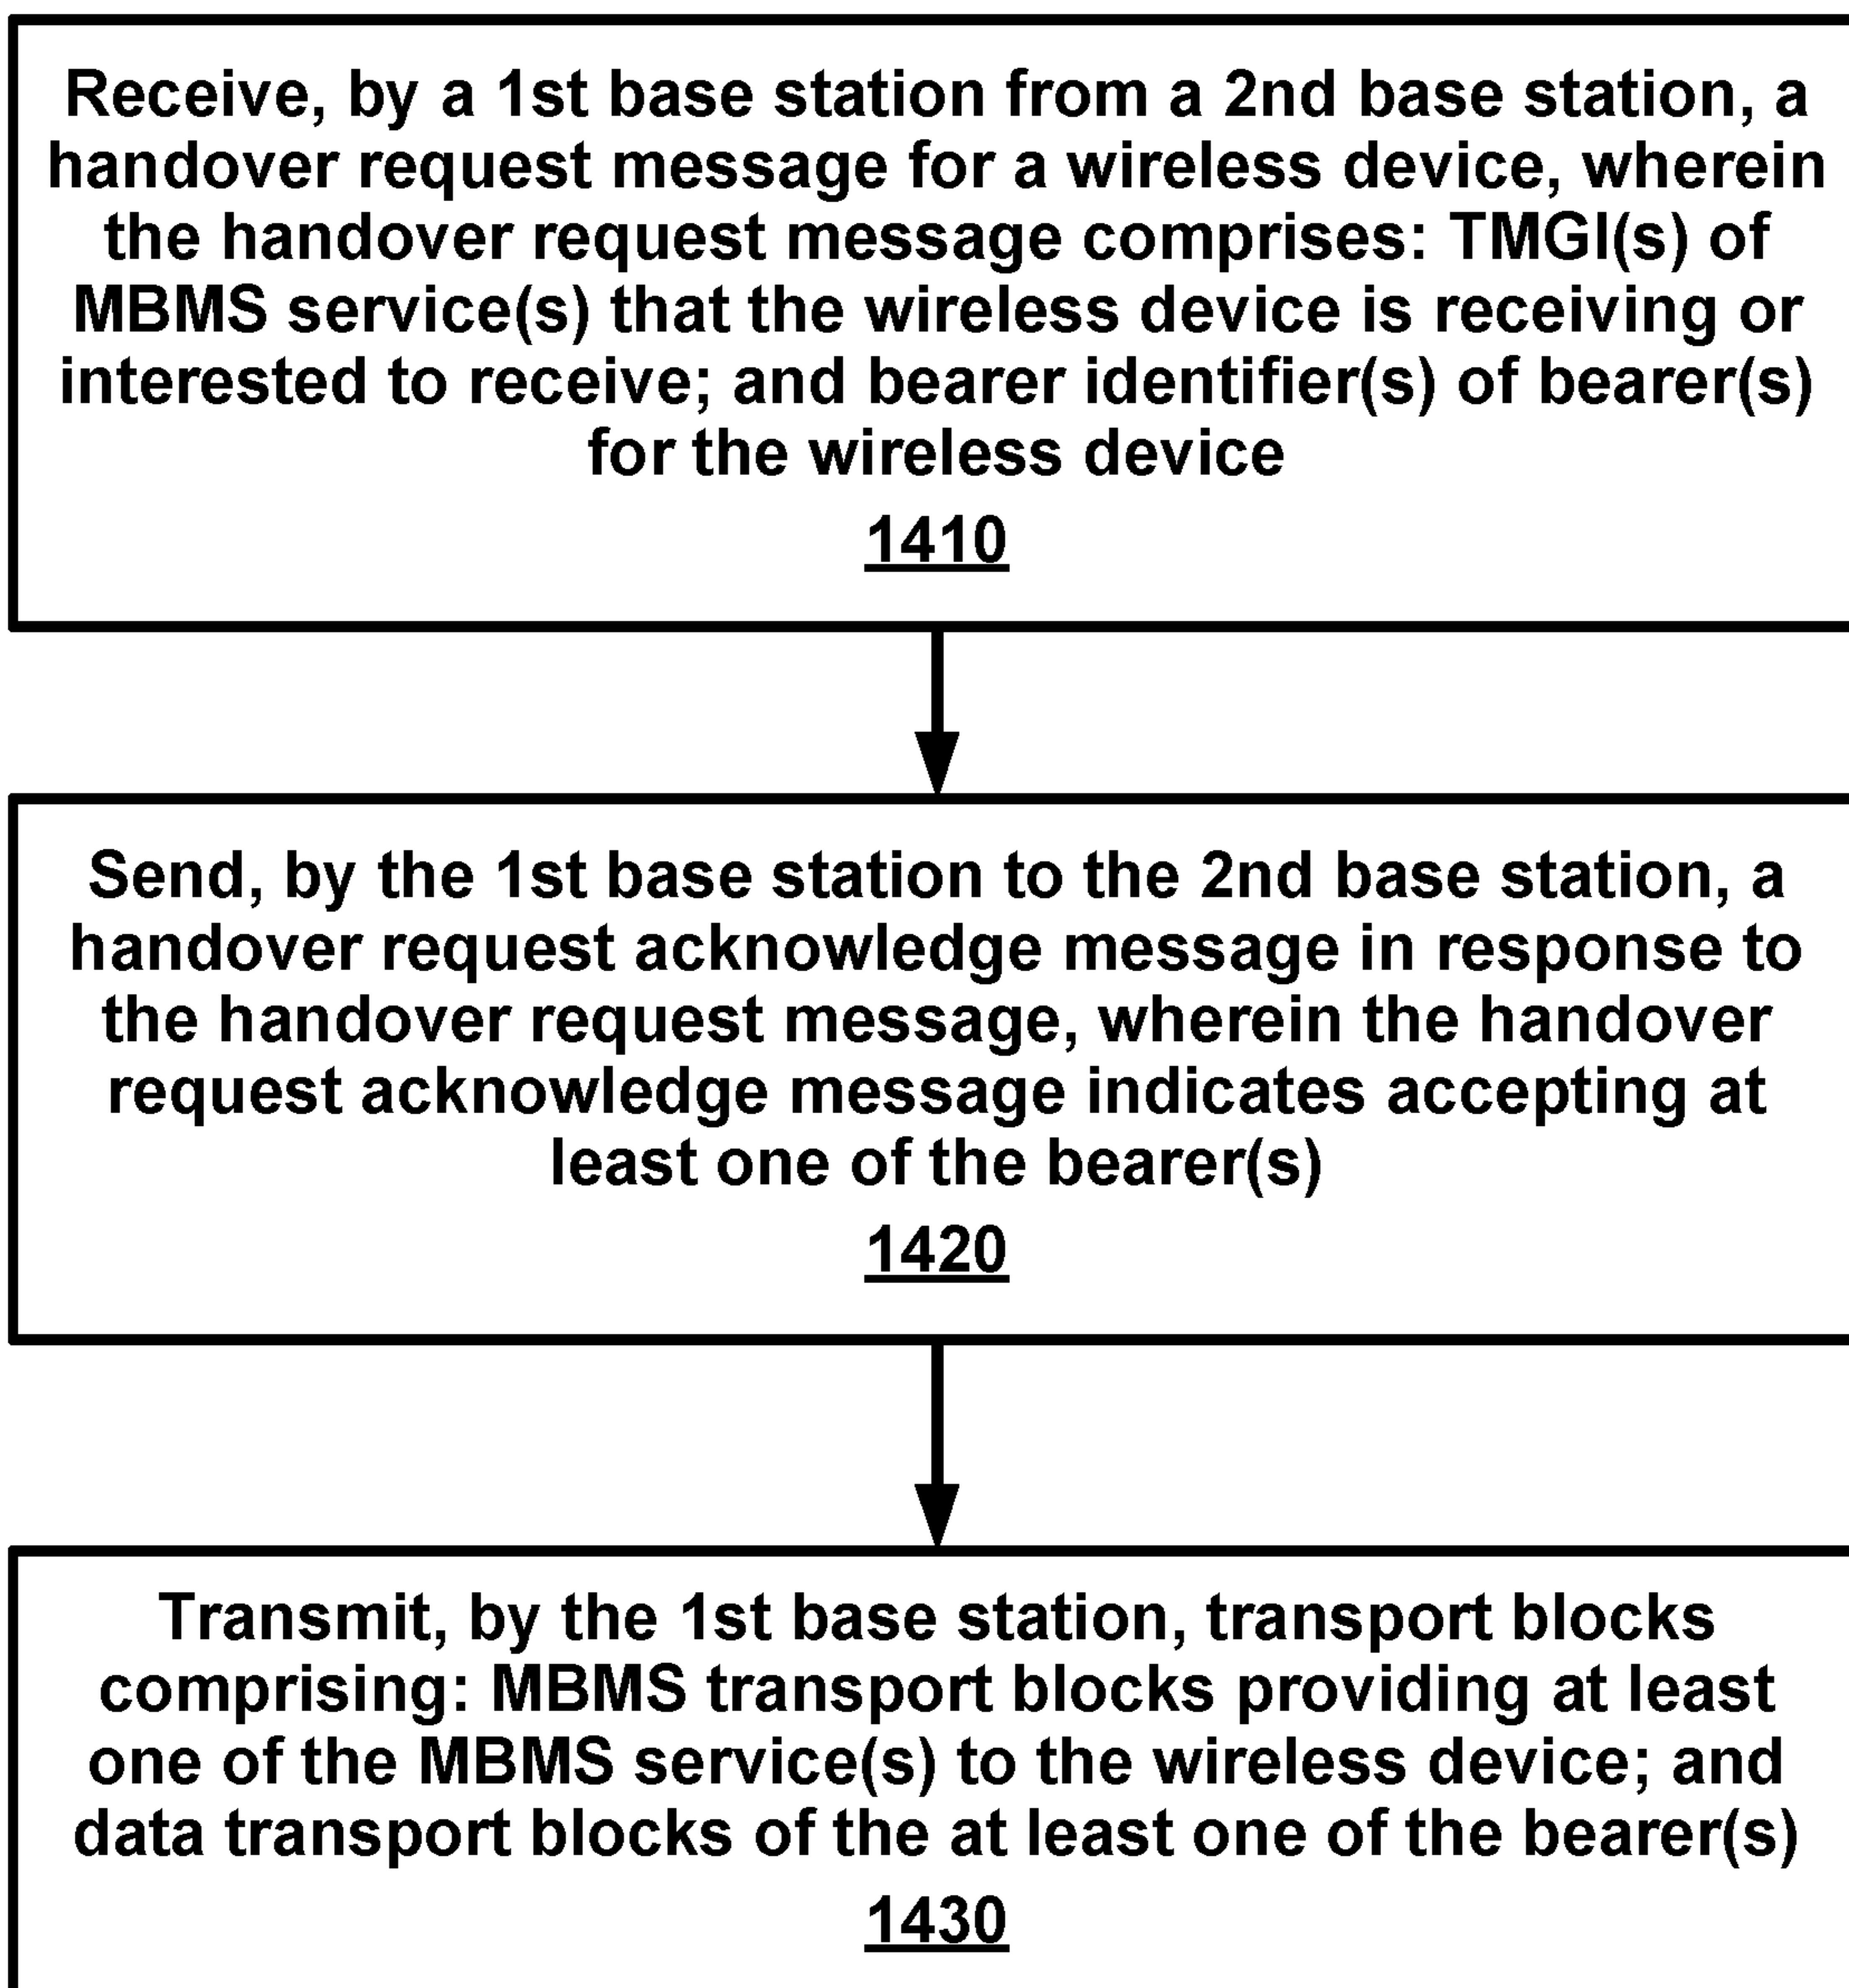 Receive, by a 1st base station from a 2nd base station, a
handover request message for a wireless device, wherein
the handover request message comprises: TMGI(s) of
MBMS service(s) that the wireless device is receiving or
interested to receive; and bearer identifier(s) of bearer(s)
for the wireless device
1410
Send, by the 1st base station to the 2nd base station, a
handover request acknowledge message in response to
the handover request message, wherein the handover
request acknowledge message indicates accepting at
least one of the bearer(s)
1420
Transmit, by the 1st base station, transport blocks
comprising: MBMS transport blocks providing at least
one of the MBMS service(s) to the wireless device; and
data transport blocks of the at least one of the bearer(s)
1430